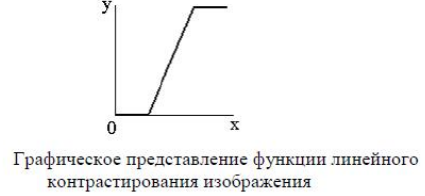 y
0
x
Графическое представление функции линейного
контрастирования изображения